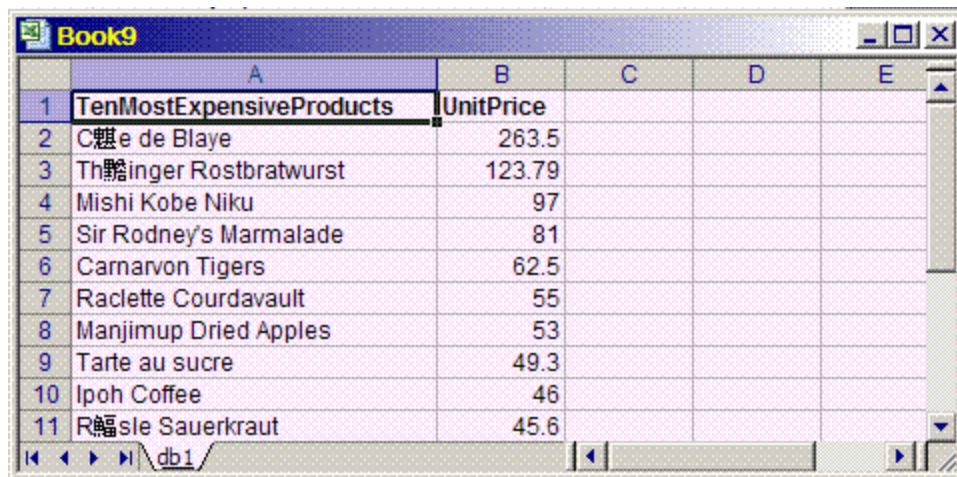 Book9
A B C D E
1 TenMostExpensiveProducts UnitPrice
2 de Blaye 263.5
3 Rostbratwurst 123.79
4 Mishi Kobe Niku 97
5 Sir Rodney's Marmalade 81
6 Carnarvon Tigers 62.5
7 Raclette Courdavault 55
8 Manjimup Dried Apples 53
9 Tarte au sucre 49.3
10 Ipoh Coffee 46
11 Sauerkraut 45.6
db1